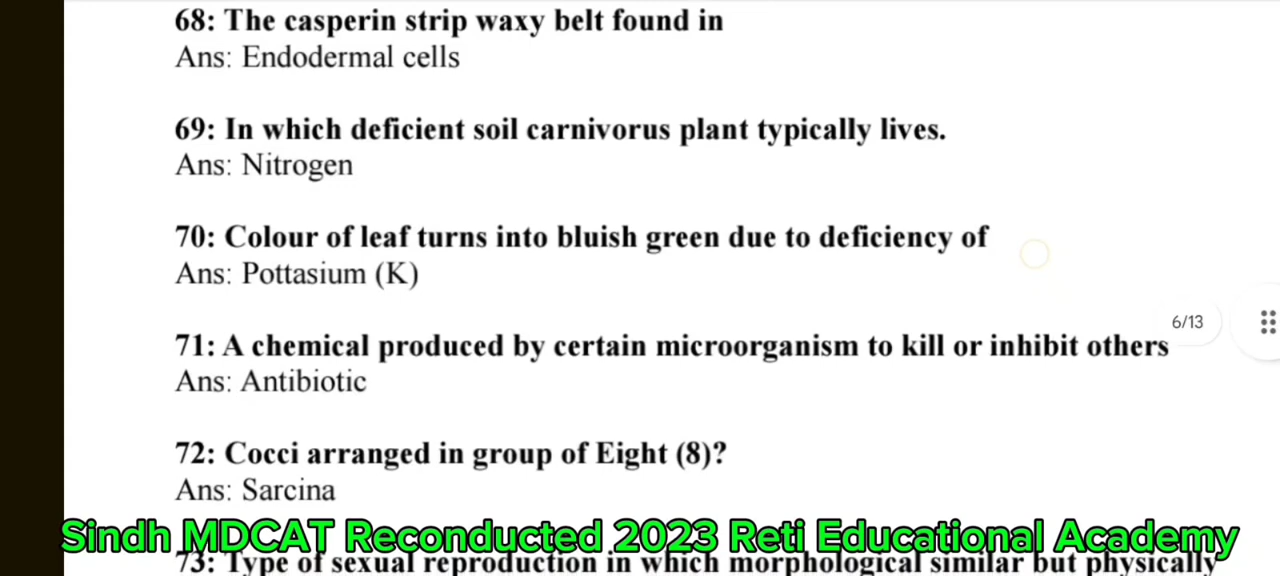 68: The casperin strip waxy belt found in
Ans: Endodermal cells
69: In which deficient soil carnivorus plant typically lives.
Ans: Nitrogen
70: Colour of leaf turns into bluish green due to deficiency of
Ans: Pottasium (K)
6/13
71: A chemical produced by certain microorganism to kill or inhibit others
Ans: Antibiotic
72: Cocci arranged in group of Eight (8)?
Ans: Sarcina
Sindh MDCAT Reconducted 2023 Reti Educational Academy
73: Type of sexual reproduction in which morphological similar but physically